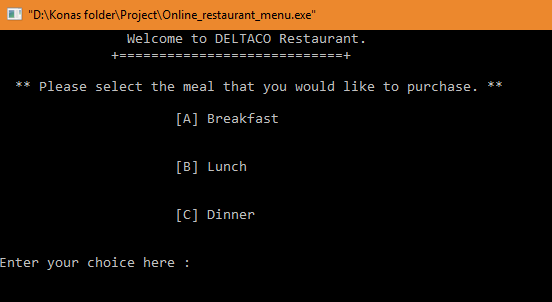 "D:\Konas folder\Project\Online_restaurant_menu.exe"
Welcome to DELTACO Restaurant.
+============================+
** Please select the meal that you would like to purchase. **
[A] Breakfast
[B] Lunch
[C] Dinner
Enter your choice here :